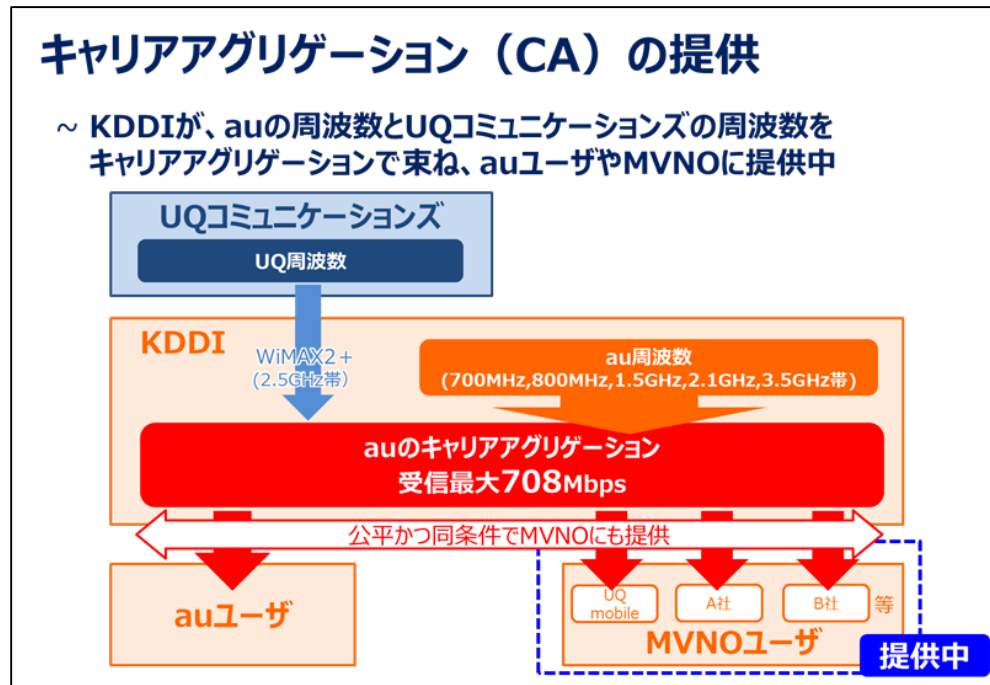 キャリアアグリゲーション（CA）の提供
~ KDDIが、auの周波数とUQコミュニケーションズの周波数を
キャリアアグリゲーションで束ね、auユーザやMVNOに提供中
UQコミュニケーションズ
UQ周波数
KDDI
WiMAX2+
(2.5GHz帯)
au周波数
(700MHz,800MHz,1.5GHz,2.1GHz,3.5GHz帯)
auのキャリアアグリゲーション
受信最大708Mbps
公平かつ同条件でMVNOにも提供
auユーザ
UQ
mobile
A社
B社
等
MVNOユーザ
提供中